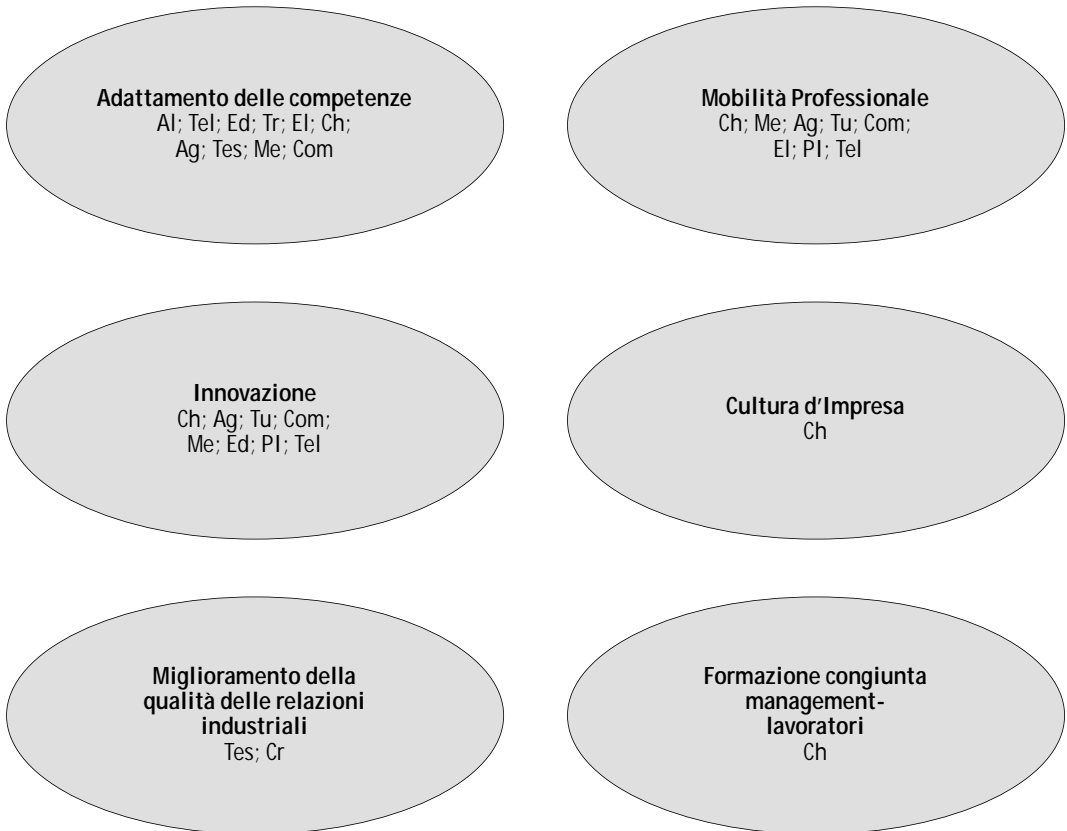 Adattamento delle competenze
Al; Tel; Ed; Tr; El; Ch;
Ag; Tes; Me; Com
Mobilità Professionale
Ch; Me; Ag; Tu; Com;
El; Pl; Tel
Innovazione
Ch; Ag; Tu; Com;
Me; Ed; Pl; Tel
Cultura d'Impresa
Ch
Miglioramento della
qualità delle relazioni
industriali
Tes; Cr
Formazione congiunta
management-
lavoratori
Ch